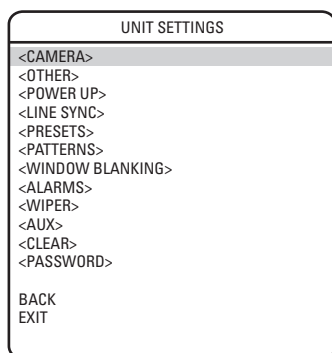 UNIT SETTINGS
<CAMERA>
<OTHER>
<POWER UP>
<LINE SYNC>
<PRESETS>
<PATTERNS>
<WINDOW BLANKING>
<ALARMS>
<WIPER>
<AUX>
<CLEAR>
<PASSWORD>
BACK
EXIT